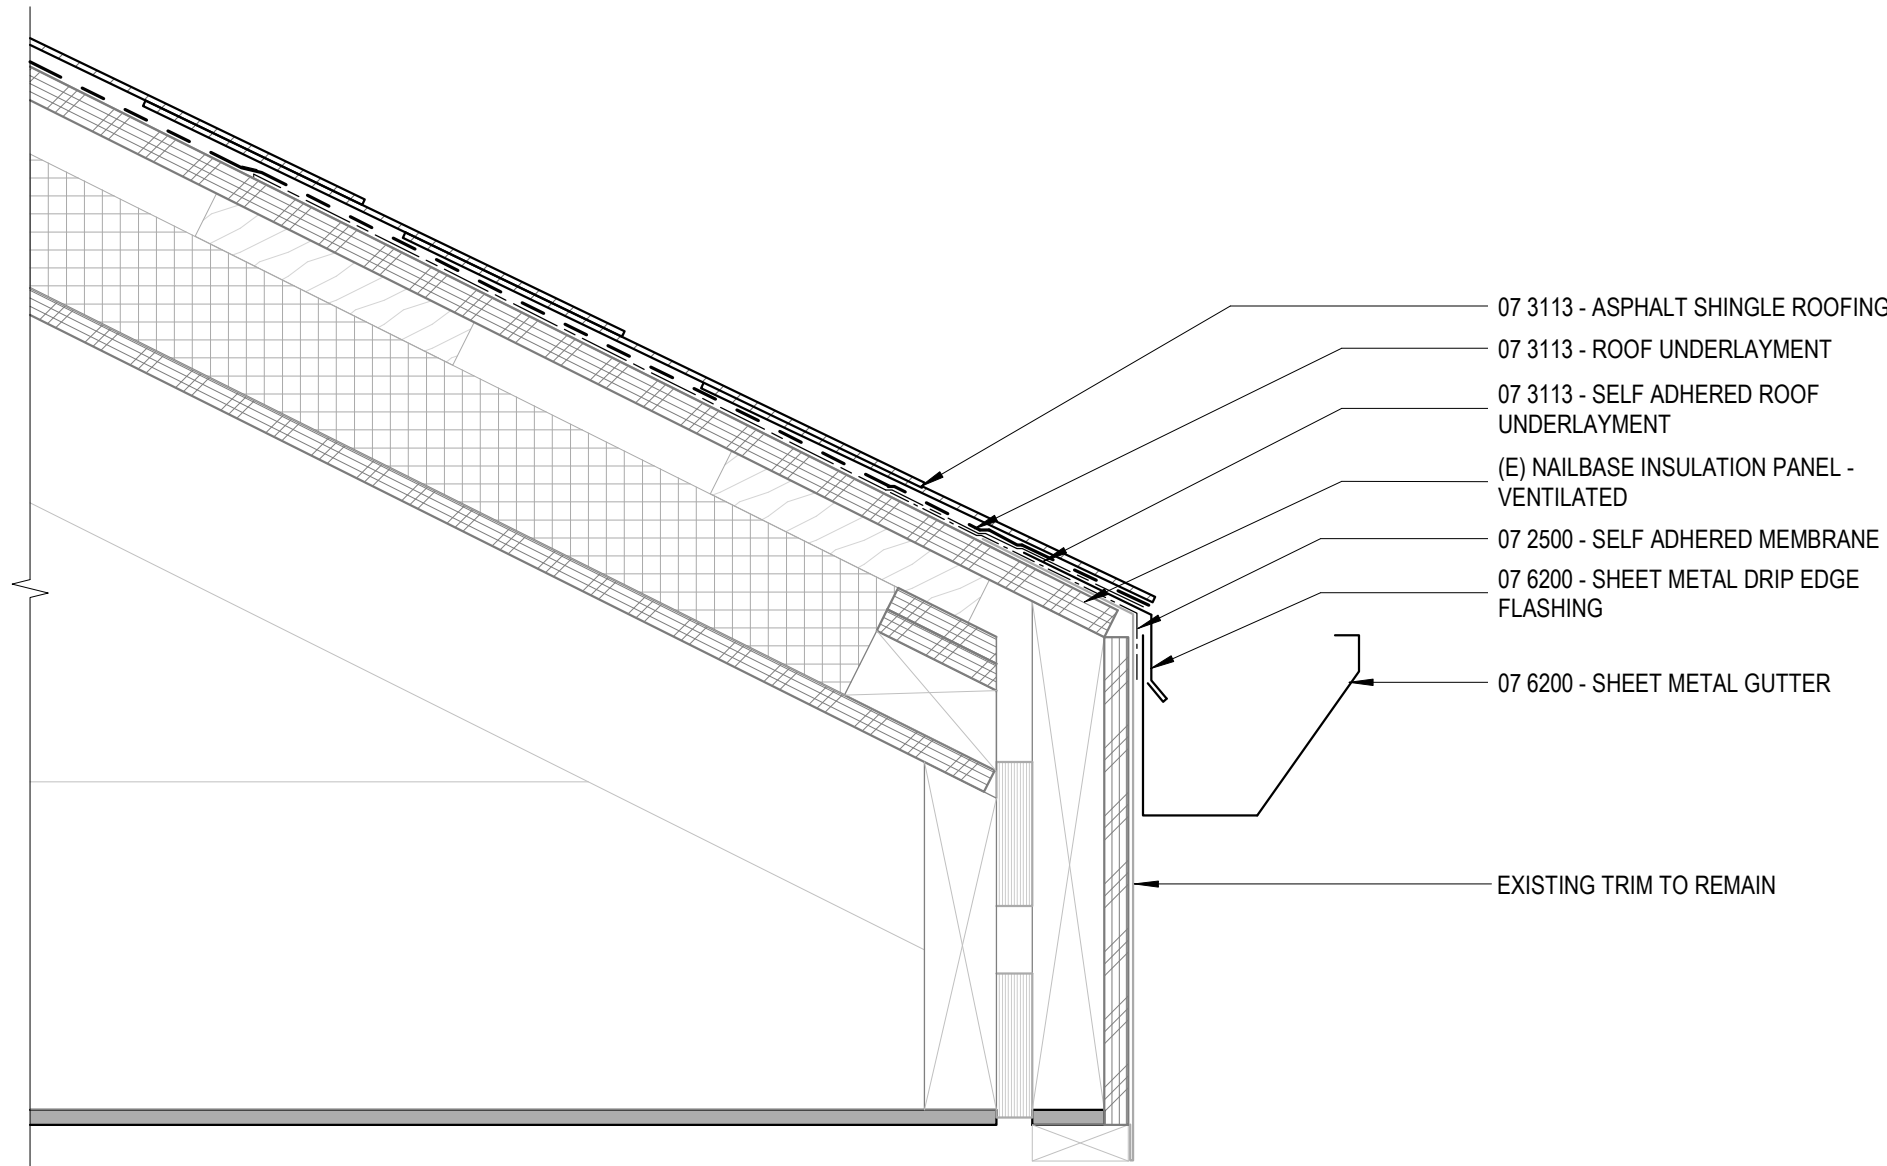 07 3113 - ASPHALT SHINGLE ROOFING
07 3113 - ROOF UNDERLAYMENT
07 3113 - SELF ADHERED ROOF
UNDERLAYMENT
(E) NAILBASE INSULATION PANEL -
VENTILATED
07 2500 - SELF ADHERED MEMBRANE
07 6200 - SHEET METAL DRIP EDGE
FLASHING
07 6200 - SHEET METAL GUTTER
EXISTING TRIM TO REMAIN